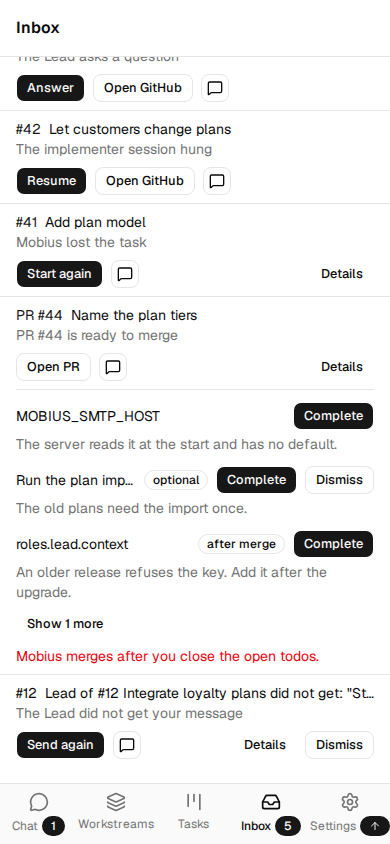 Inbox
The Lead asks a question
Answer Open GitHub
#42 Let customers change plans
The implementer session hung
Resume Open GitHub
#41 Add plan model
Mobius lost the task
Start again Details
PR #44 Name the plan tiers
PR #44 is ready to merge
Open PR Details
MOBIUS_SMTP_HOST Complete
The server reads it at the start and has no default.
Run the plan imp... optional Complete Dismiss
The old plans need the import once.
roles.lead.context after merge Complete
An older release refuses the key. Add it after the
upgrade.
Show 1 more
Mobius merges after you close the open todos.
#12 Lead of #12 Integrate loyalty plans did not get: "St...
The Lead did not get your message
Send again Details Dismiss
Chat 1 Workstreams Tasks Inbox 5 Settings ↑